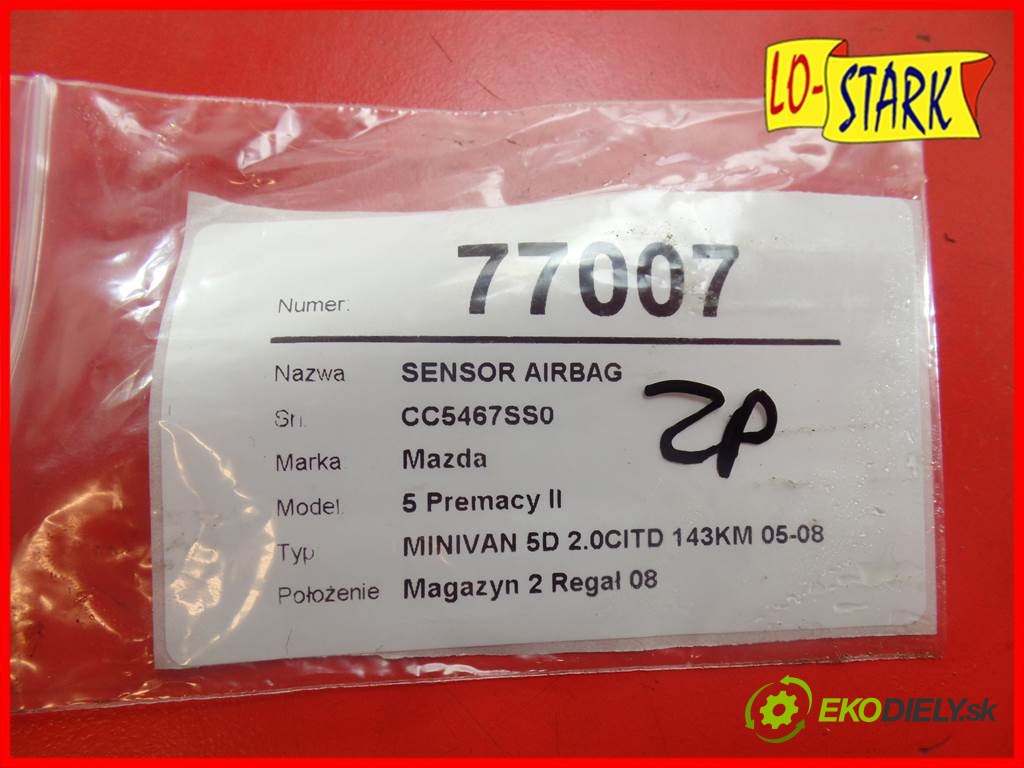 LO-STARK
Numer: 77007
Nazwa SENSOR AIRBAG
Sn. CC5467SS0
ZP
Marka Mazda
Model. 5 Premacy II
Typ MINIVAN 5D 2.0CITD 143KM 05-08
Położenie Magazyn 2 Regał 08
EKODIELY.sk